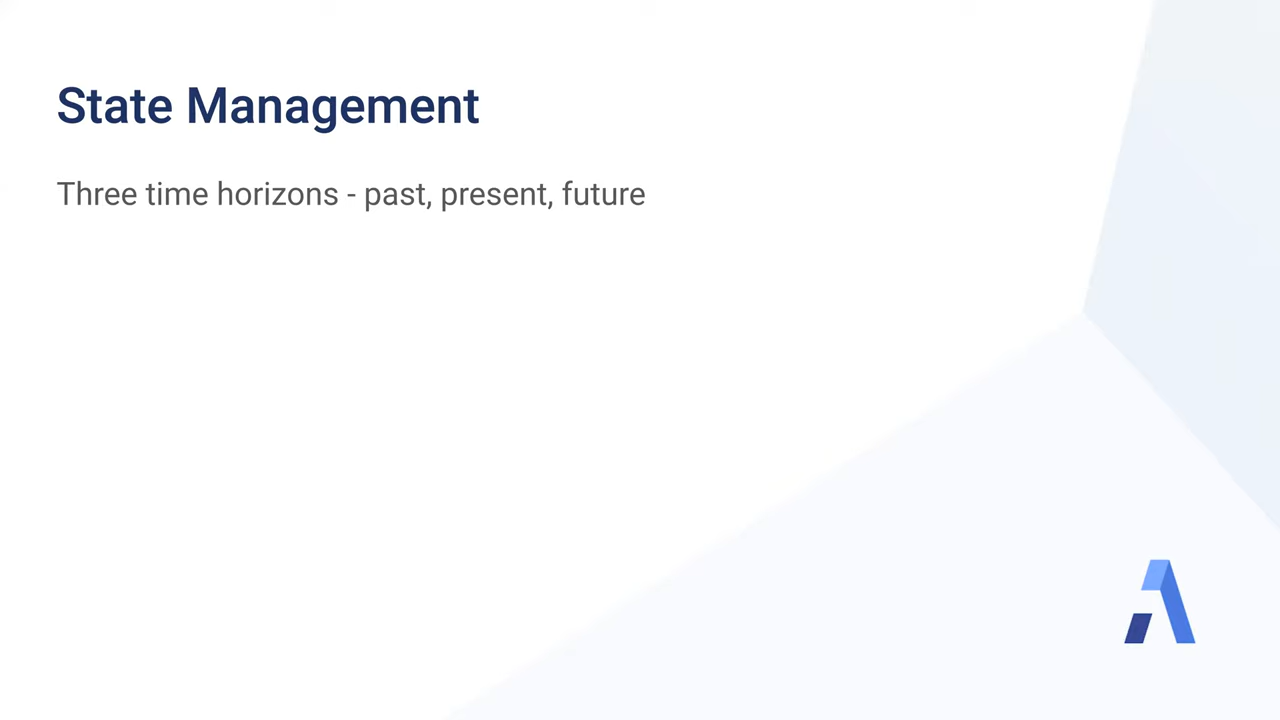 State Management
Three time horizons - past, present, future